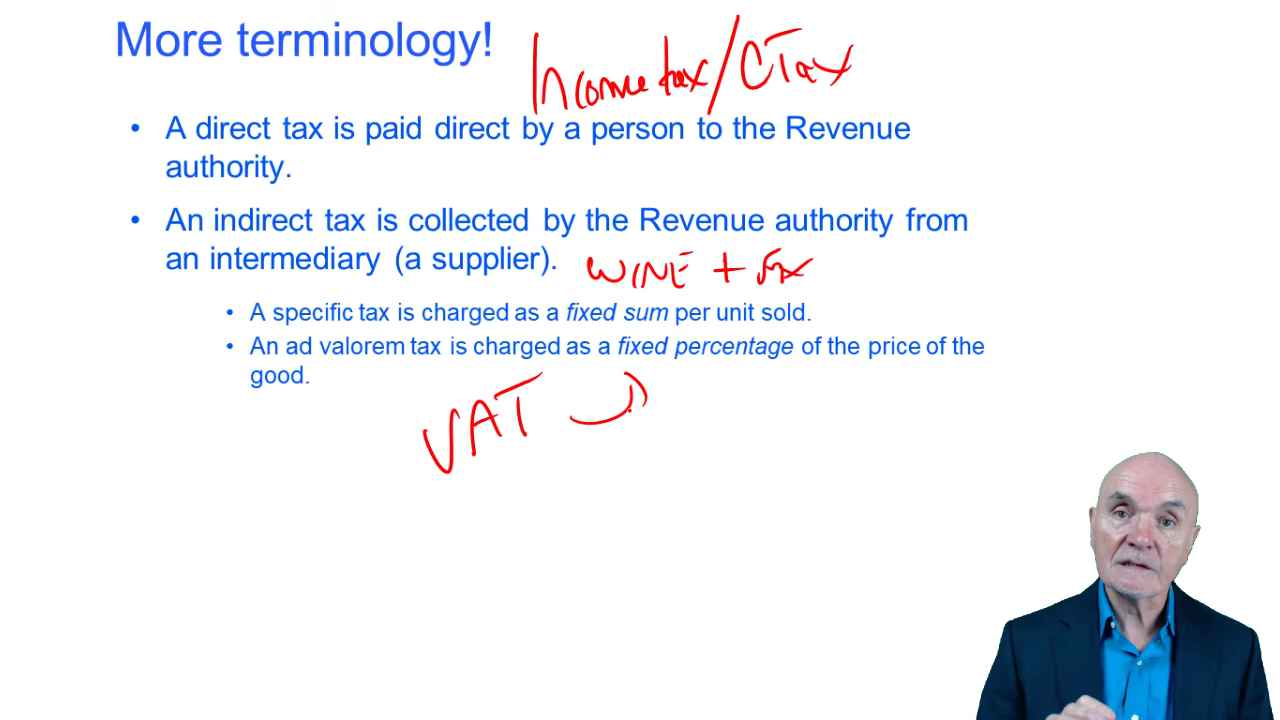 More terminology!
Income tax/CTax
• A direct tax is paid direct by a person to the Revenue
authority.
• An indirect tax is collected by the Revenue authority from
an intermediary (a supplier).
WINE +
• A specific tax is charged as a fixed sum per unit sold.
• An ad valorem tax is charged as a fixed percentage of the price of the
good.
VAT